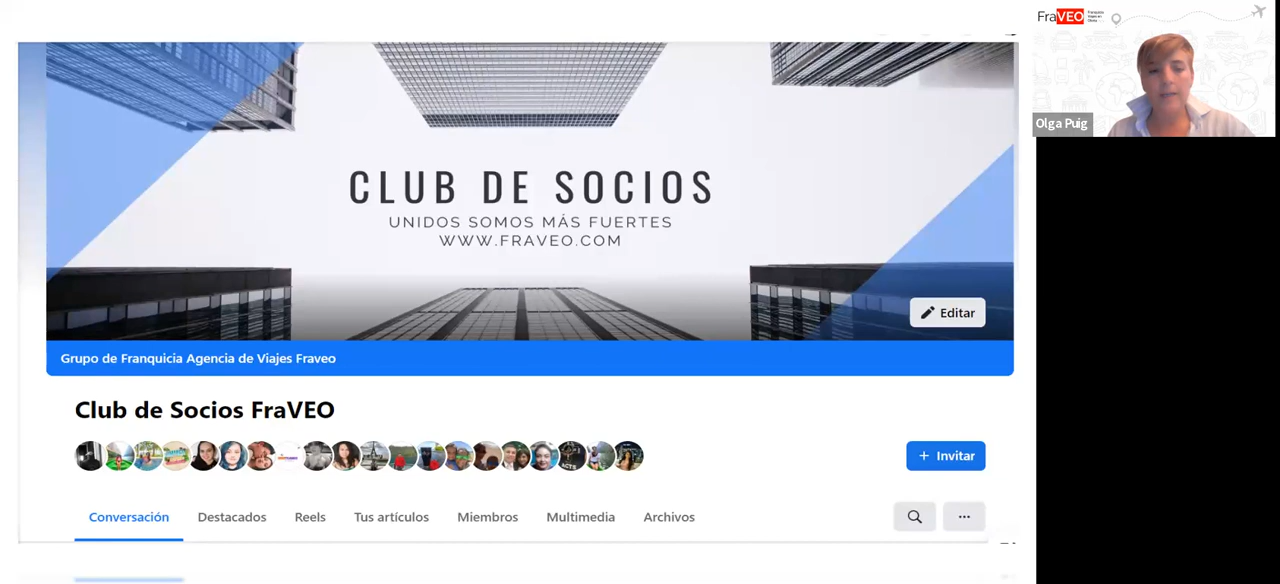 CLUB DE SOCIOS
UNIDOS SOMOS MÁS FUERTES
WWW.FRAVEO.COM
Editar
Grupo de Franquicia Agencia de Viajes Fraveo
Club de Socios FraVEO
+ Invitar
Conversación Destacados Reels Tus artículos Miembros Multimedia Archivos
FraVEO
Olga Puig